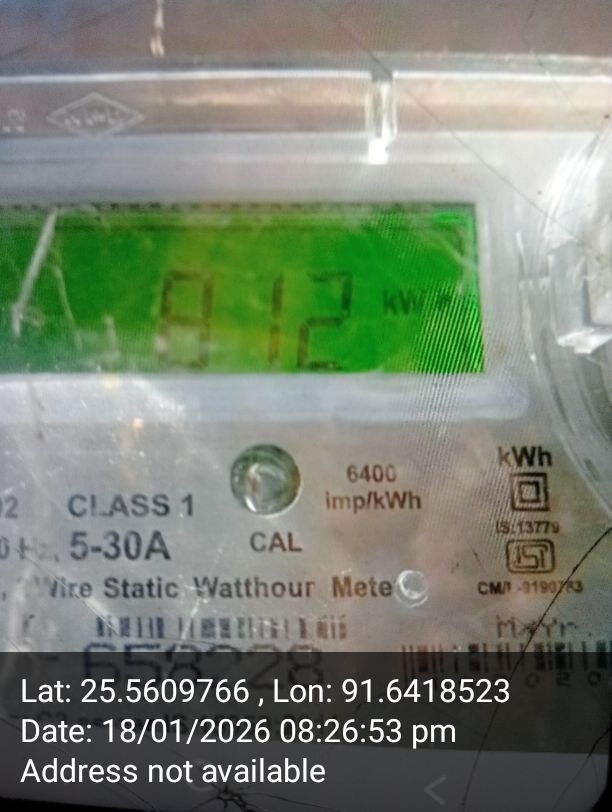 812 kW
kWh
6400
imp/kWh
CLASS 1
IS:13779
5-30A
CAL
Wire Static Watthour Mete
Lat: 25.5609766 , Lon: 91.6418523
Date: 18/01/2026 08:26:53 pm
Address not available